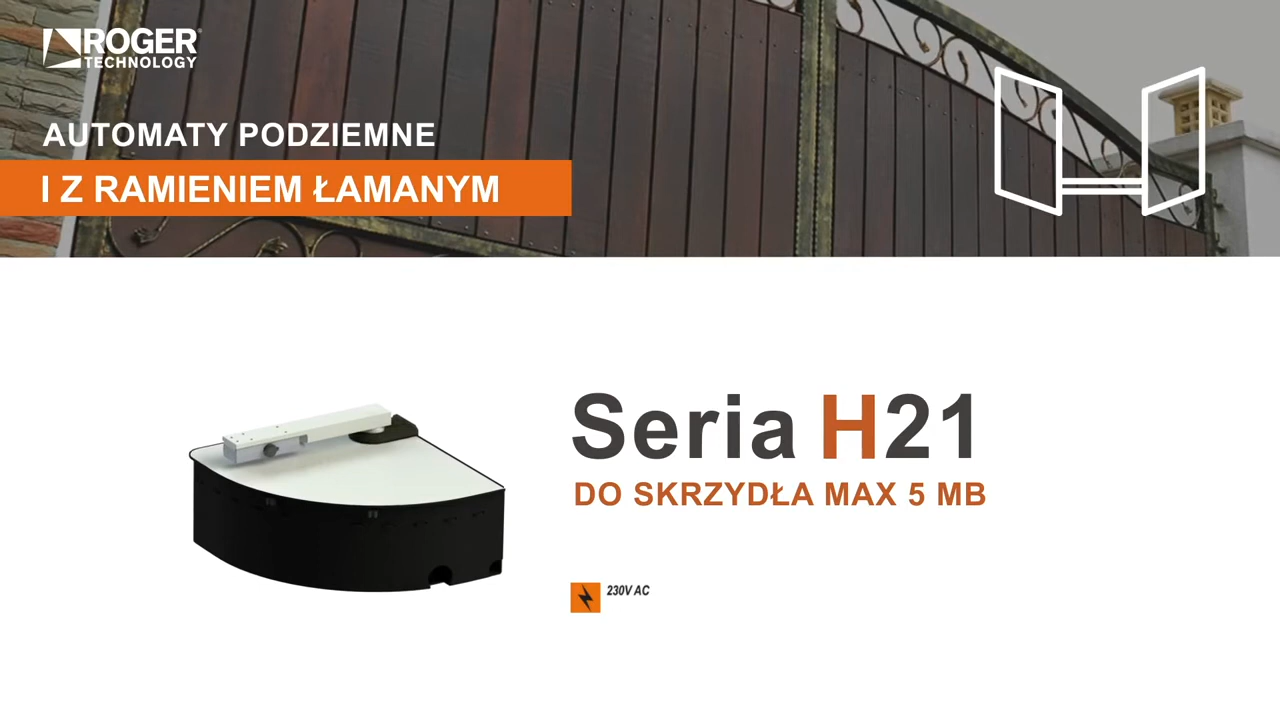 ROGER
TECHNOLOGY
AUTOMATY PODZIEMNE
I Z RAMIENIEM ŁAMANYM
Seria H21
DO SKRZYDŁA MAX 5 MB
230V AC